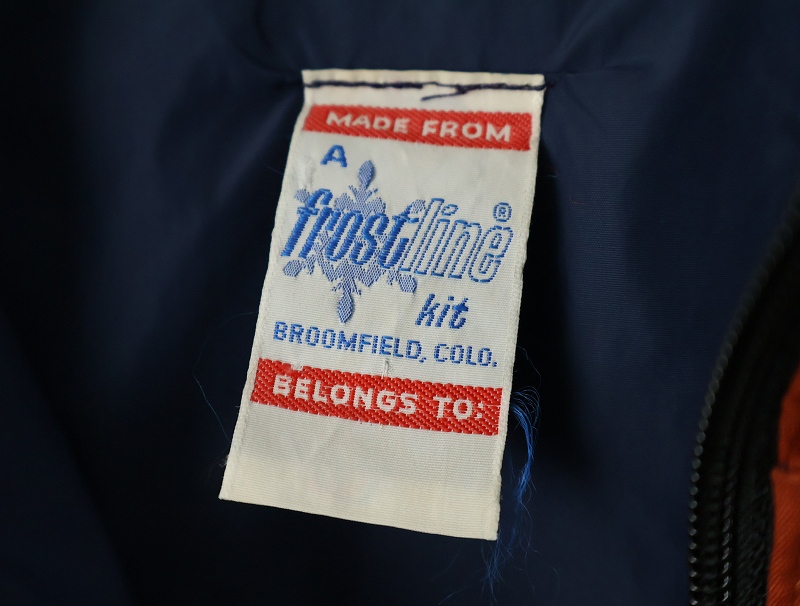 MADE FROM
A
frostline®
kit
BROOMFIELD, COLO.
BELONGS TO: